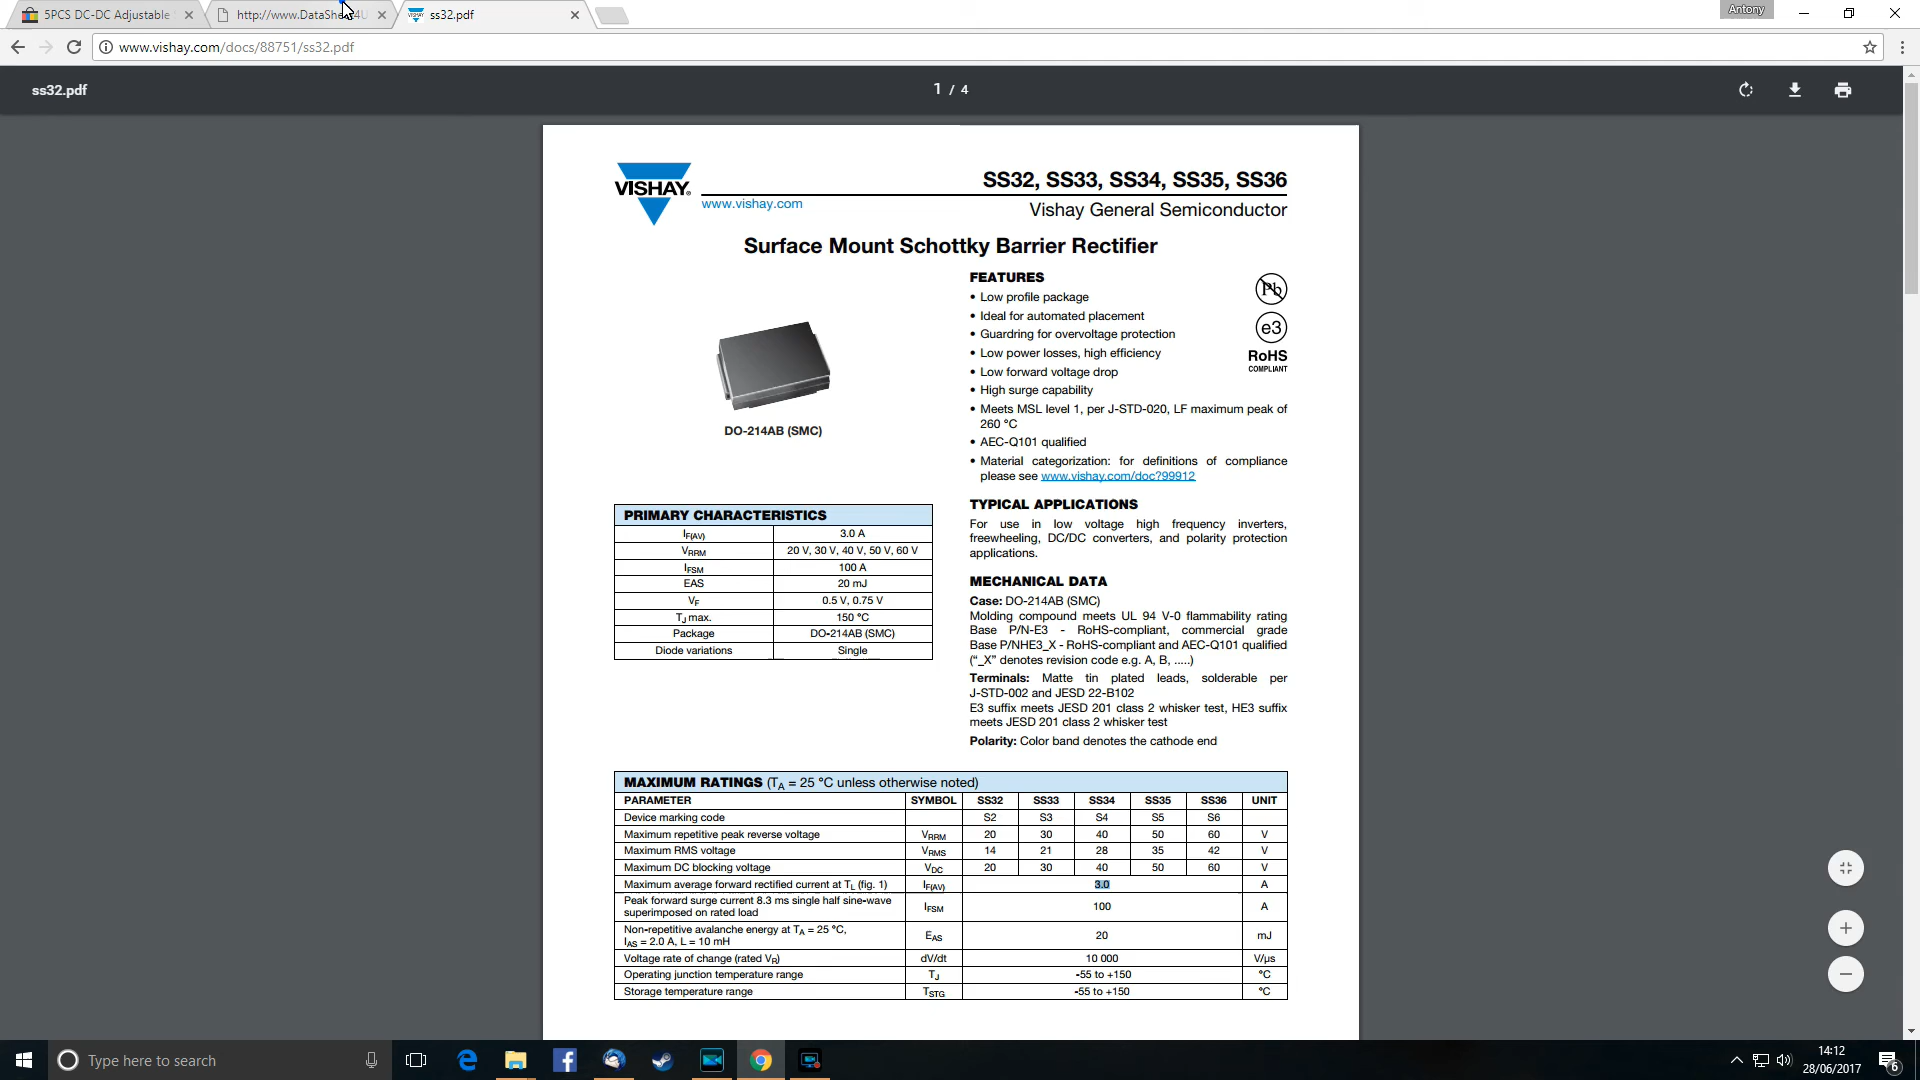 5PCS DC-DC Adjustable
http://www.DataShe
4U
ss32.pdf
Antony
www.vishay.com/docs/88751/ss32.pdf
ss32.pdf
1 / 4
VISHAY®
www.vishay.com
SS32, SS33, SS34, SS35, SS36
Vishay General Semiconductor
Surface Mount Schottky Barrier Rectifier
DO-214AB (SMC)
FEATURES
• Low profile package
• Ideal for automated placement
• Guardring for overvoltage protection
• Low power losses, high efficiency
• Low forward voltage drop
• High surge capability
• Meets MSL level 1, per J-STD-020, LF maximum peak of
260 °C
• AEC-Q101 qualified
• Material categorization: for definitions of compliance
please see www.vishay.com/doc?99912
Pb
e3
RoHS
COMPLIANT
PRIMARY CHARACTERISTICS
IF(AV) 3.0 A
VRRM 20 V, 30 V, 40 V, 50 V, 60 V
IFSM 100 A
EAS 20 mJ
VF 0.5 V, 0.75 V
TJ max. 150 °C
Package DO-214AB (SMC)
Diode variations Single
TYPICAL APPLICATIONS
For use in low voltage high frequency inverters,
freewheeling, DC/DC converters, and polarity protection
applications.
MECHANICAL DATA
Case: DO-214AB (SMC)
Molding compound meets UL 94 V-0 flammability rating
Base P/N-E3 - RoHS-compliant, commercial grade
Base P/NHE3_X - RoHS-compliant and AEC-Q101 qualified
(“_X” denotes revision code e.g. A, B, .....)
Terminals: Matte tin plated leads, solderable per
J-STD-002 and JESD 22-B102
E3 suffix meets JESD 201 class 2 whisker test, HE3 suffix
meets JESD 201 class 2 whisker test
Polarity: Color band denotes the cathode end
MAXIMUM RATINGS (TA = 25 °C unless otherwise noted)
PARAMETER SYMBOL SS32 SS33 SS34 SS35 SS36 UNIT
Device marking code S2 S3 S4 S5 S6
Maximum repetitive peak reverse voltage VRRM 20 30 40 50 60 V
Maximum RMS voltage VRMS 14 21 28 35 42 V
Maximum DC blocking voltage VDC 20 30 40 50 60 V
Maximum average forward rectified current at TL (fig. 1) IF(AV) 3.0 A
Peak forward surge current 8.3 ms single half sine-wave
superimposed on rated load IFSM 100 A
Non-repetitive avalanche energy at TA = 25 °C,
IAS = 2.0 A, L = 10 mH EAS 20 mJ
Voltage rate of change (rated VR) dV/dt 10 000 V/µs
Operating junction temperature range TJ -55 to +150 °C
Storage temperature range TSTG -55 to +150 °C
Type here to search
14:12
28/06/2017
6